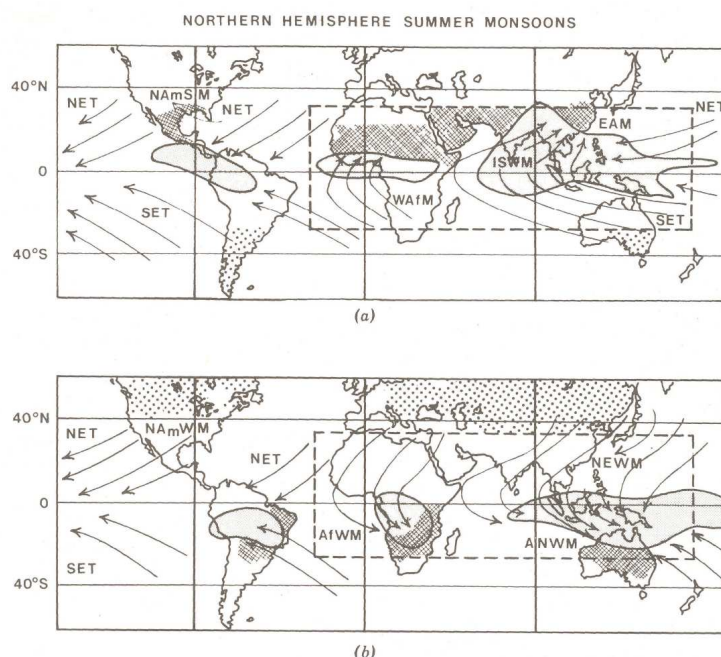 NORTHERN HEMISPHERE SUMMER MONSOONS
40°N
NET
NAmSM
NET
EAM
NET
ISWM
0
WAfM
SET
SET
40°S
(a)
40°N
NET
NAmWM
NET
NEWM
0
AfWM
ANWM
SET
40°S
(b)